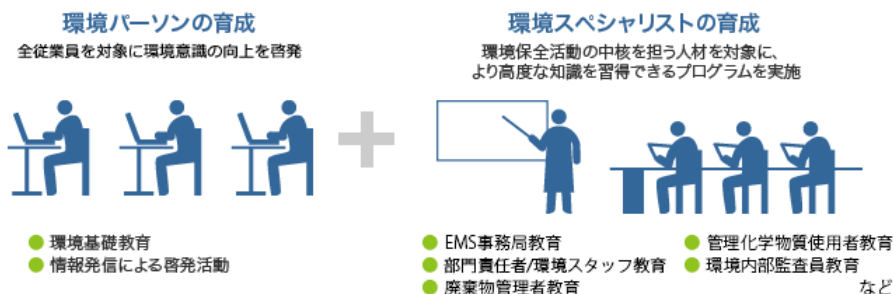 環境パーソンの育成
全従業員を対象に環境意識の向上を啓発
環境基礎教育
情報発信による啓発活動
環境スペシャリストの育成
環境保全活動の中核を担う人材を対象に、
より高度な知識を習得できるプログラムを実施
EMS事務局教育
部門責任者/環境スタッフ教育
廃棄物管理者教育
管理化学物質使用者教育
環境内部監査員教育
など